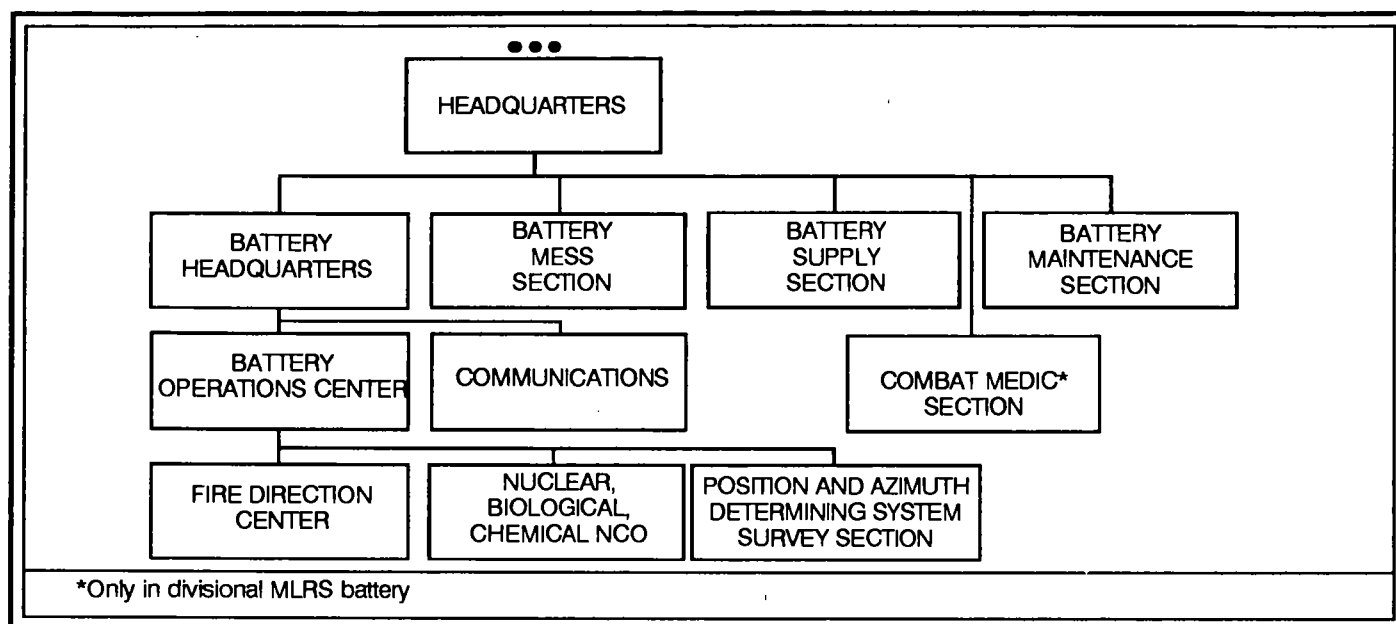 HEADQUARTERS
BATTERY
HEADQUARTERS
BATTERY
MESS
SECTION
BATTERY
SUPPLY
SECTION
BATTERY
MAINTENANCE
SECTION
BATTERY
OPERATIONS CENTER
COMMUNICATIONS
COMBAT MEDIC*
SECTION
FIRE DIRECTION
CENTER
NUCLEAR,
BIOLOGICAL,
CHEMICAL NCO
POSITION AND AZIMUTH
DETERMINING SYSTEM
SURVEY SECTION
*Only in divisional MLRS battery